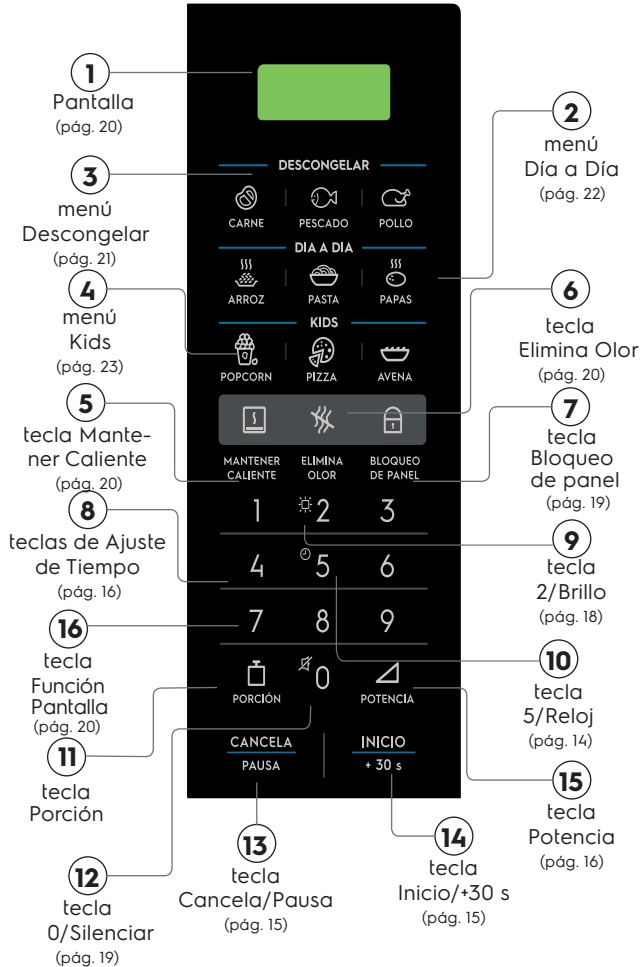 1
Pantalla
(pág. 20)
2
menú
Día a Día
(pág. 22)
3
menú
Descongelar
(pág. 21)
4
menú
Kids
(pág. 23)
5
tecla Mante-
ner Caliente
(pág. 20)
6
tecla
Elimina Olor
(pág. 20)
7
tecla
Bloqueo
de panel
(pág. 19)
8
teclas de Ajuste
de Tiempo
(pág. 16)
9
tecla
2/Brillo
(pág. 18)
16
tecla
Función
Pantalla
(pág. 20)
10
tecla
5/Reloj
(pág. 14)
11
tecla
Porción
15
tecla
Potencia
(pág. 16)
12
tecla
0/Silenciar
(pág. 19)
13
tecla
Cancela/Pausa
(pág. 15)
14
tecla
Inicio/+30 s
(pág. 15)
DESCONGELAR
CARNE PESCADO POLLO
DIA A DIA
ARROZ PASTA PAPAS
KIDS
POPCORN PIZZA AVENA
MANTENER ELIMINA BLOQUEO
CALIENTE OLOR DE PANEL
1 2 3
4 5 6
7 8 9
0
PORCIÓN POTENCIA
CANCELA INICIO
PAUSA + 30 s